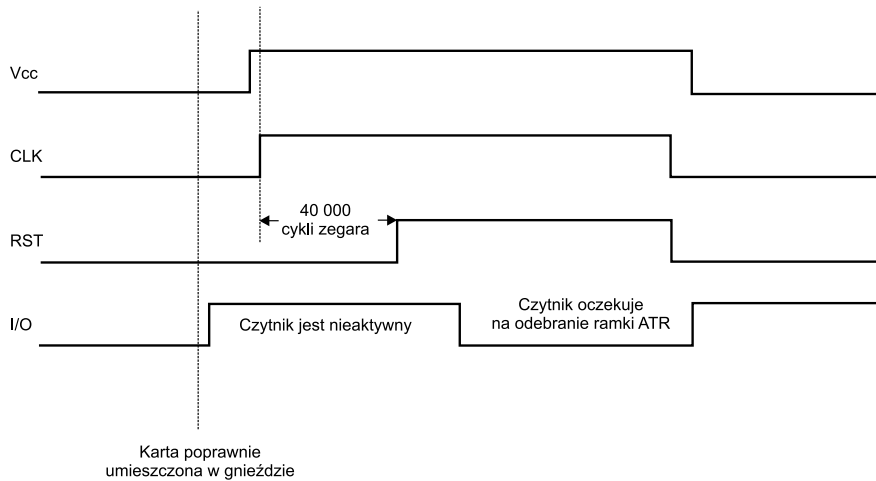 Vcc
CLK
40 000
cykli zegara
RST
I/O
Czytnik jest nieaktywny
Czytnik oczekuje
na odebranie ramki ATR
Karta poprawnie
umieszczona w gnieździe